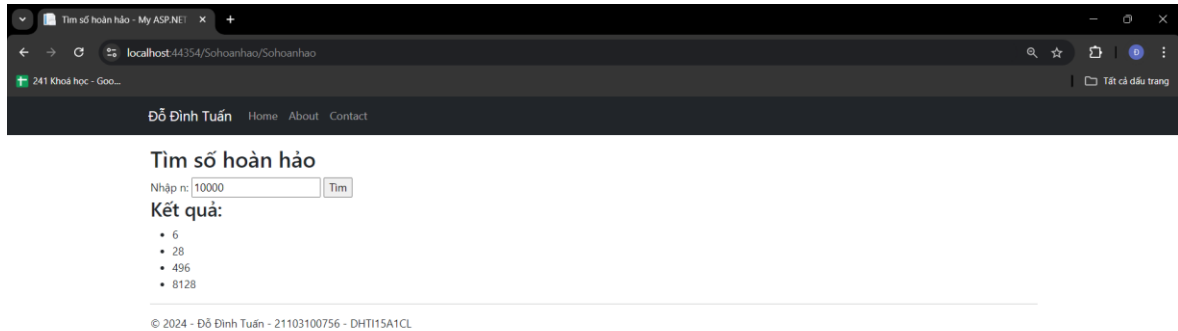 Tìm số hoàn hảo - My ASP.NET
localhost:44354/Sohoanhao/Sohoanhao
Đ
241 Khoá học - Goo...
Tất cả dấu trang
Đỗ Đình Tuấn Home About Contact
Tìm số hoàn hảo
Nhập n: 10000 Tìm
Kết quả:
• 6
• 28
• 496
• 8128
© 2024 - Đỗ Đình Tuấn - 21103100756 - DHTI15A1CL